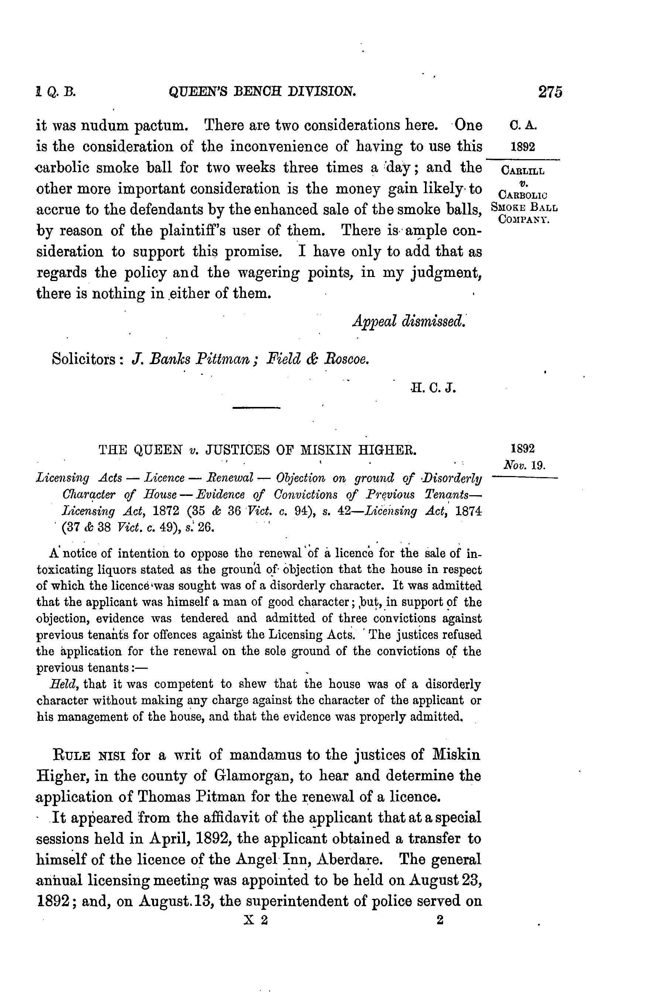 1 Q. B. QUEEN'S BENCH DIVISION. 275
it was nudum pactum. There are two considerations here. One
is the consideration of the inconvenience of having to use this
carbolic smoke ball for two weeks three times a day; and the
other more important consideration is the money gain likely to
accrue to the defendants by the enhanced sale of the smoke balls,
by reason of the plaintiff's user of them. There is ample con-
sideration to support this promise. I have only to add that as
regards the policy and the wagering points, in my judgment,
there is nothing in either of them.
C. A.
1892
CARLILL
v.
CARBOLIC
SMOKE BALL
COMPANY.
Appeal dismissed.
Solicitors: J. Banks Pittman; Field & Roscoe.
H. C. J.
THE QUEEN v. JUSTICES OF MISKIN HIGHER.
1892
Nov. 19.
Licensing Acts — Licence — Renewal — Objection on ground of Disorderly
Character of House — Evidence of Convictions of Previous Tenants—
Licensing Act, 1872 (35 & 36 Vict. c. 94), s. 42—Licensing Act, 1874
(37 & 38 Vict. c. 49), s. 26.
A notice of intention to oppose the renewal of a licence for the sale of in-
toxicating liquors stated as the ground of objection that the house in respect
of which the licence was sought was of a disorderly character. It was admitted
that the applicant was himself a man of good character; but, in support of the
objection, evidence was tendered and admitted of three convictions against
previous tenants for offences against the Licensing Acts. The justices refused
the application for the renewal on the sole ground of the convictions of the
previous tenants:—
Held, that it was competent to shew that the house was of a disorderly
character without making any charge against the character of the applicant or
his management of the house, and that the evidence was properly admitted.
RULE NISI for a writ of mandamus to the justices of Miskin
Higher, in the county of Glamorgan, to hear and determine the
application of Thomas Pitman for the renewal of a licence.
It appeared from the affidavit of the applicant that at a special
sessions held in April, 1892, the applicant obtained a transfer to
himself of the licence of the Angel Inn, Aberdare. The general
annual licensing meeting was appointed to be held on August 23,
1892; and, on August 13, the superintendent of police served on
X 2 2